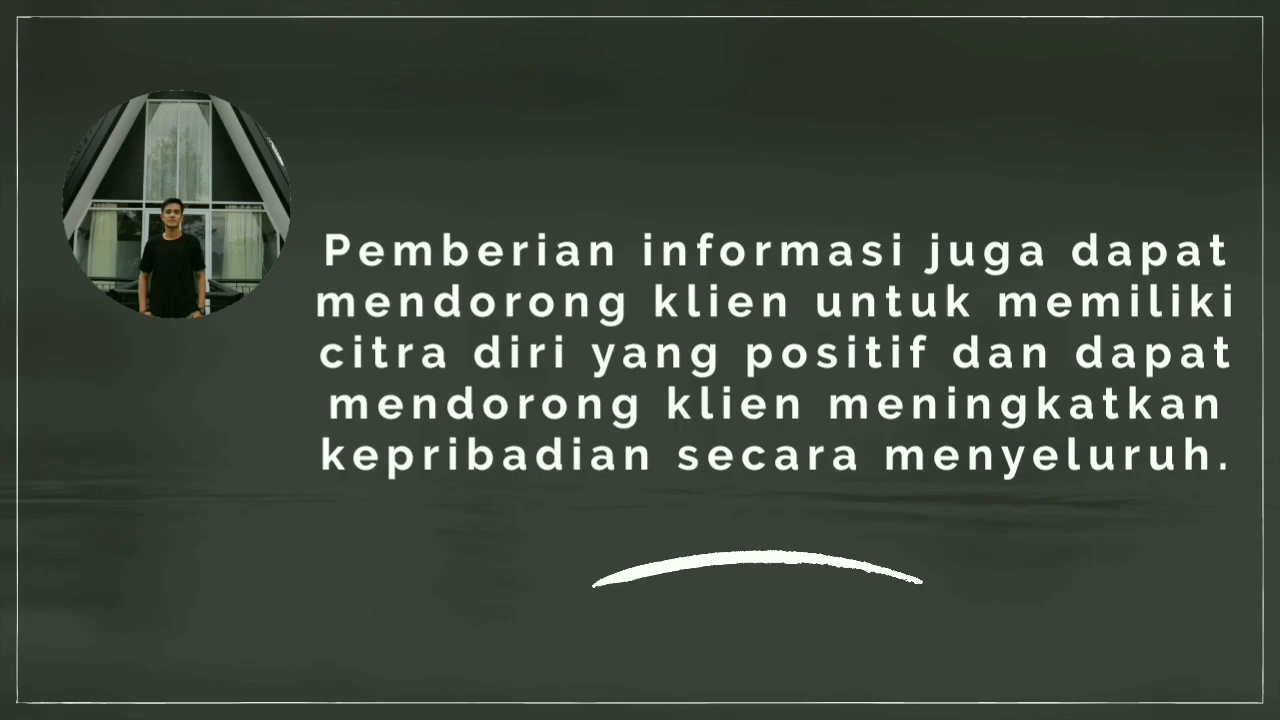 Pemberian informasi juga dapat
mendorong klien untuk memiliki
citra diri yang positif dan dapat
mendorong klien meningkatkan
kepribadian secara menyeluruh.